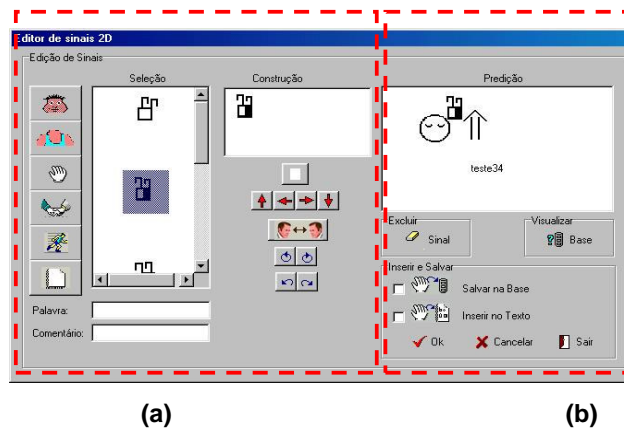 Editor de sinais 2D
Edição de Sinais
Seleção
Construção
Predição
teste34
Excluir
Sinal
Visualizar
Base
Inserir e Salvar
Salvar na Base
Inserir no Texto
Ok
Cancelar
Sair
Palavra:
Comentário:
(a)
(b)